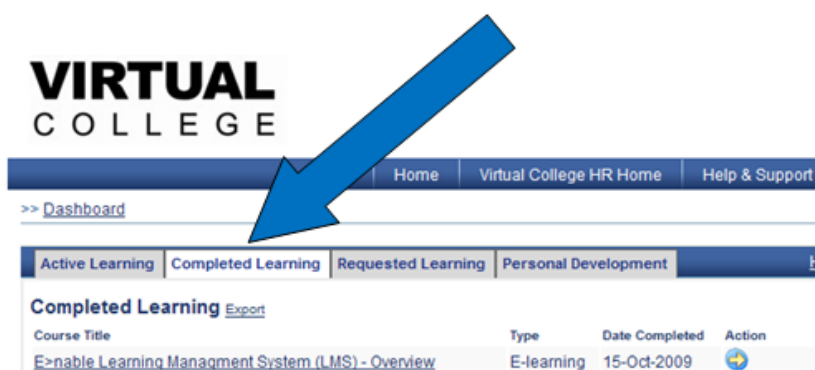 VIRTUAL
COLLEGE
Home Virtual College HR Home Help & Support
>> Dashboard
Active Learning Completed Learning Requested Learning Personal Development
Completed Learning Export
Course Title Type Date Completed Action
E>nable Learning Managment System (LMS) - Overview E-learning 15-Oct-2009